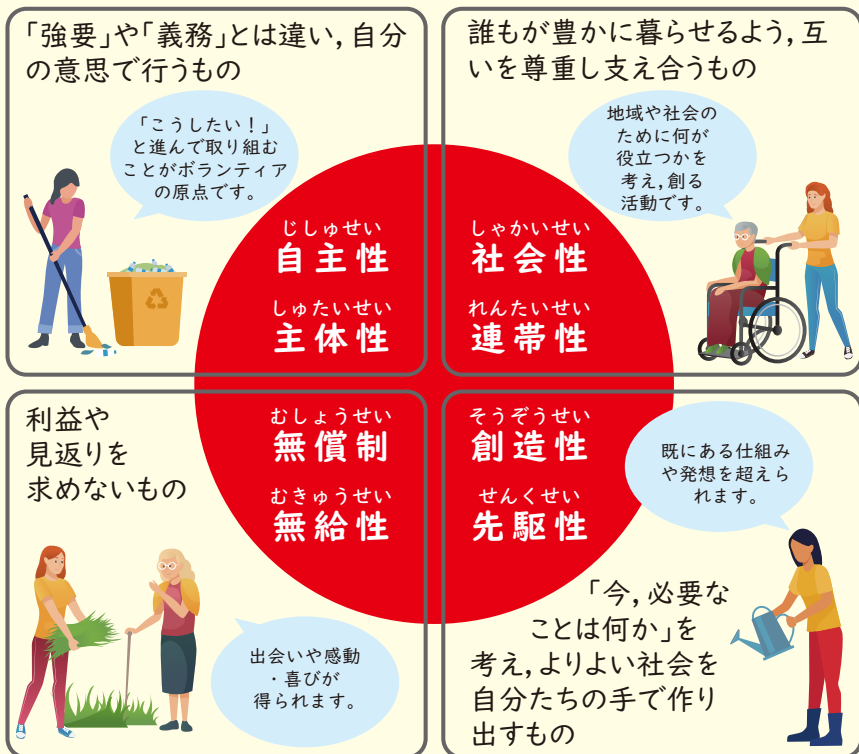 「強要」や「義務」とは違い,自分
の意思で行うもの
「こうしたい！」
と進んで取り組む
ことがボランティア
の原点です。
じしゅせい
自主性
しゅたいせい
主体性
誰もが豊かに暮らせるよう,互
いを尊重し支え合うもの
地域や社会の
ために何が
役立つかを
考え,創る
活動です。
しゃかいせい
社会性
れんたいせい
連帯性
利益や
見返りを
求めないもの
むしょうせい
無償制
むきゅうせい
無給性
出会いや感動
・喜びが
得られます。
そうぞうせい
創造性
せんくせい
先駆性
既にある仕組み
や発想を超えら
れます。
「今,必要な
ことは何か」を
考え,よりよい社会を
自分たちの手で作り
出すもの